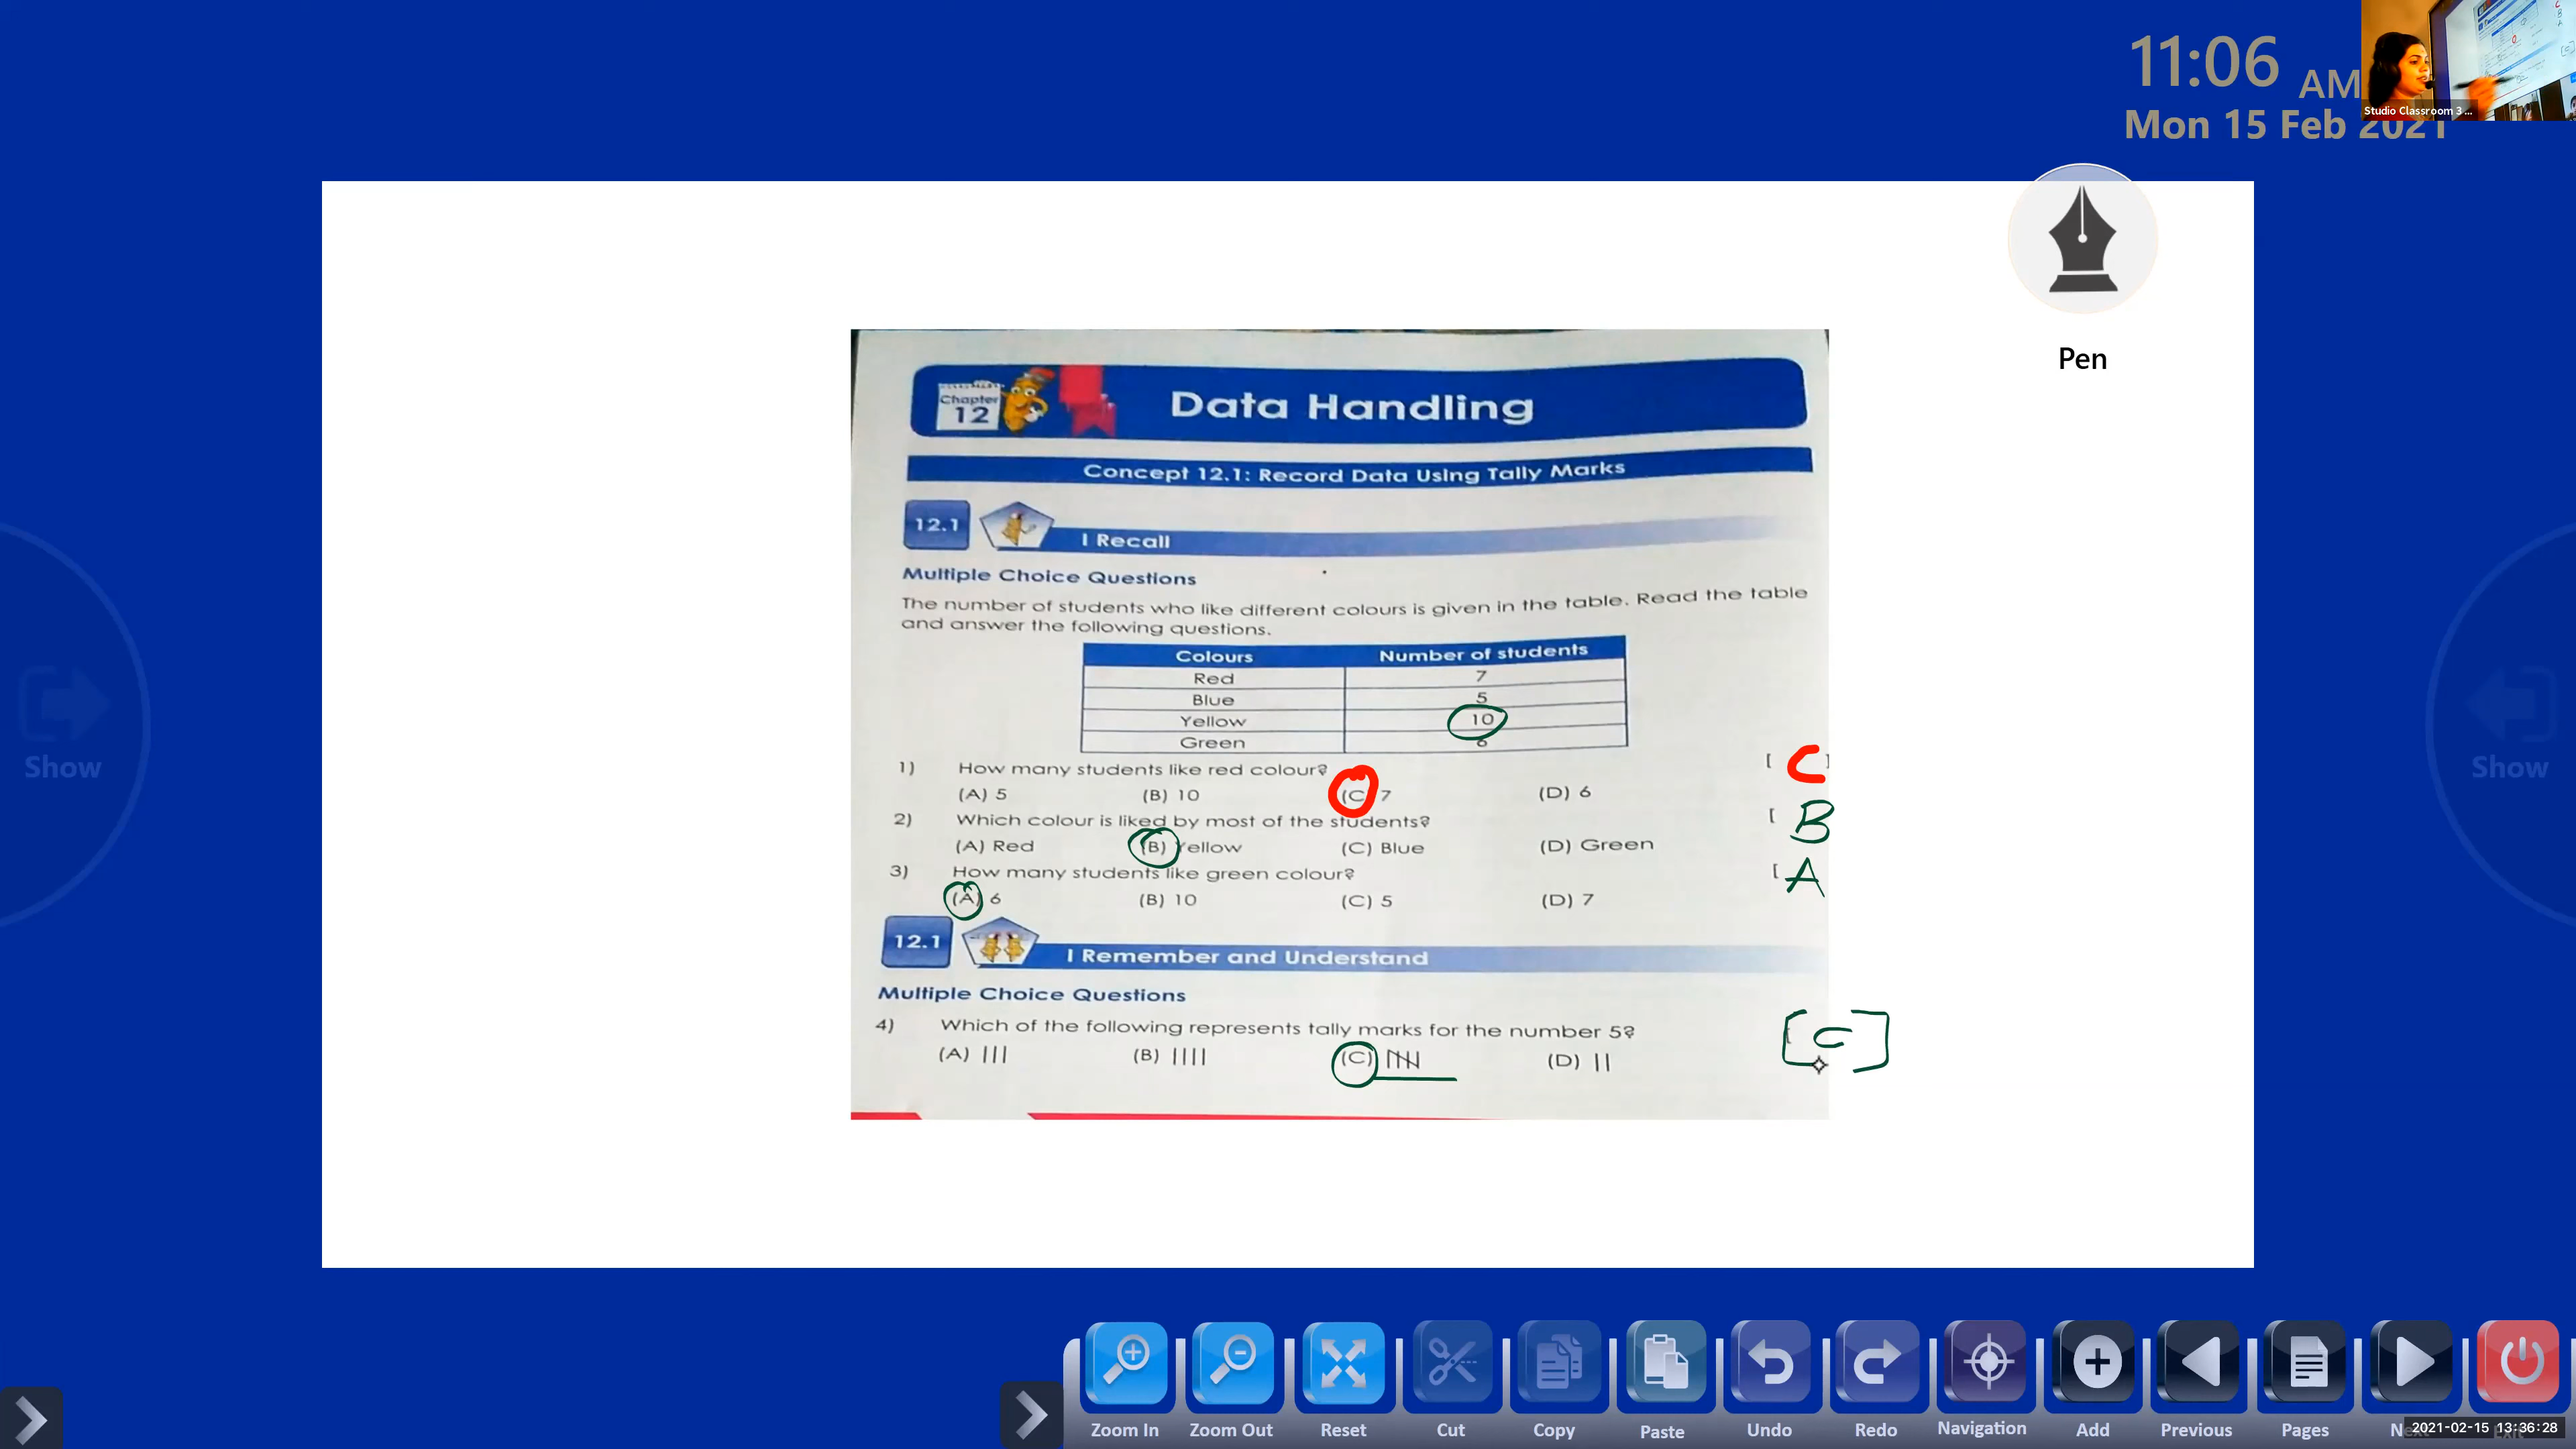 11:06 AM
Mon 15 Feb 2021
Studio Classroom 3 ...
Pen
Chapter
12
Data Handling
Concept 12.1: Record Data Using Tally Marks
12.1
I Recall
Multiple Choice Questions
The number of students who like different colours is given in the table. Read the table
and answer the following questions.
Colours Number of students
Red 7
Blue 5
Yellow 10
Green 6
1) How many students like red colour? [ C ]
(A) 5 (B) 10 (C) 7 (D) 6
2) Which colour is liked by most of the students? [ B
(A) Red (B) Yellow (C) Blue (D) Green
3) How many students like green colour? [ A
(A) 6 (B) 10 (C) 5 (D) 7
12.1
I Remember and Understand
Multiple Choice Questions
4) Which of the following represents tally marks for the number 5? [ C ]
(A) ||| (B) |||| (C) (D) ||
Show
Show
Zoom In Zoom Out Reset Cut Copy Paste Undo Redo Navigation Add Previous Pages
2021-02-15 13:36:28